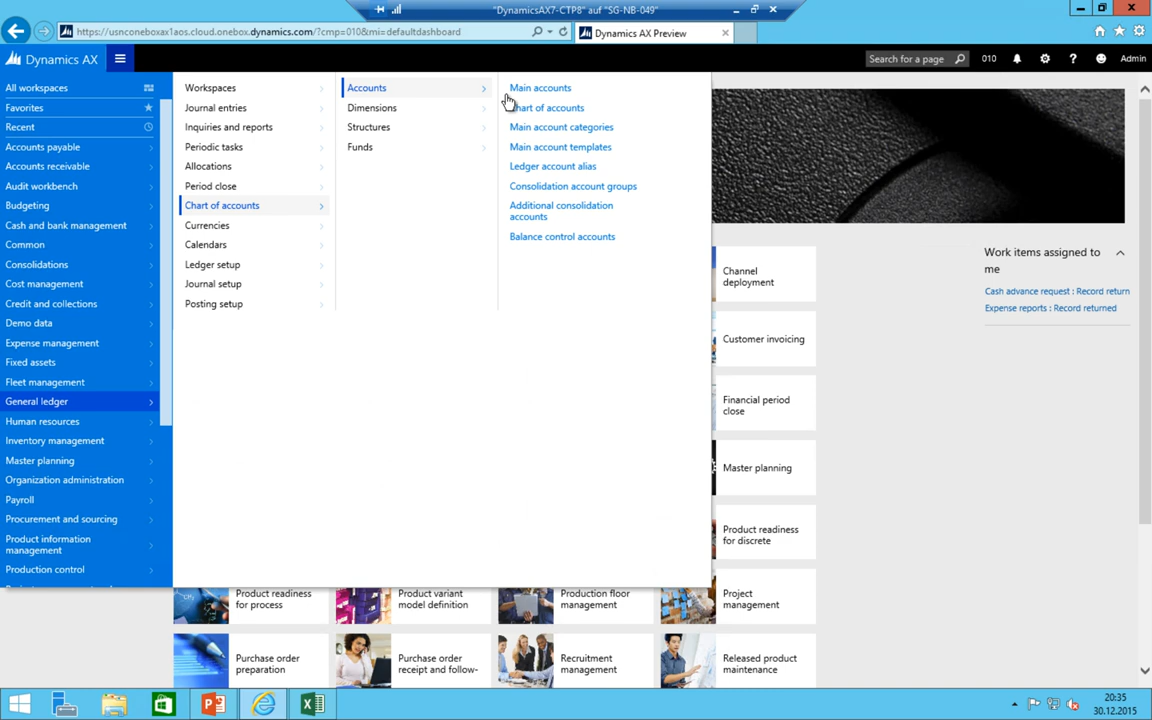 "DynamicsAX7-CTP8" auf "SG-NB-049"
https://usnconeboxax1aos.cloud.onebox.dynamics.com/?cmp=010&mi=defaultdashboard
Dynamics AX Preview
Dynamics AX
Search for a page
010
Admin
All workspaces
Favorites
Recent
Accounts payable
Accounts receivable
Audit workbench
Budgeting
Cash and bank management
Common
Consolidations
Cost management
Credit and collections
Demo data
Expense management
Fixed assets
Fleet management
General ledger
Human resources
Inventory management
Master planning
Organization administration
Payroll
Procurement and sourcing
Product information
management
Production control
Workspaces
Journal entries
Inquiries and reports
Periodic tasks
Allocations
Period close
Chart of accounts
Currencies
Calendars
Ledger setup
Journal setup
Posting setup
Accounts
Dimensions
Structures
Funds
Main accounts
hart of accounts
Main account categories
Main account templates
Ledger account alias
Consolidation account groups
Additional consolidation
accounts
Balance control accounts
Channel
deployment
Customer invoicing
Financial period
close
Master planning
Product readiness
for discrete
Work items assigned to
me
Cash advance request : Record return
Expense reports : Record returned
Product readiness
for process
Product variant
model definition
Production floor
management
Project
management
Purchase order
preparation
Purchase order
receipt and follow-
Recruitment
management
Released product
maintenance
20:35
30.12.2015